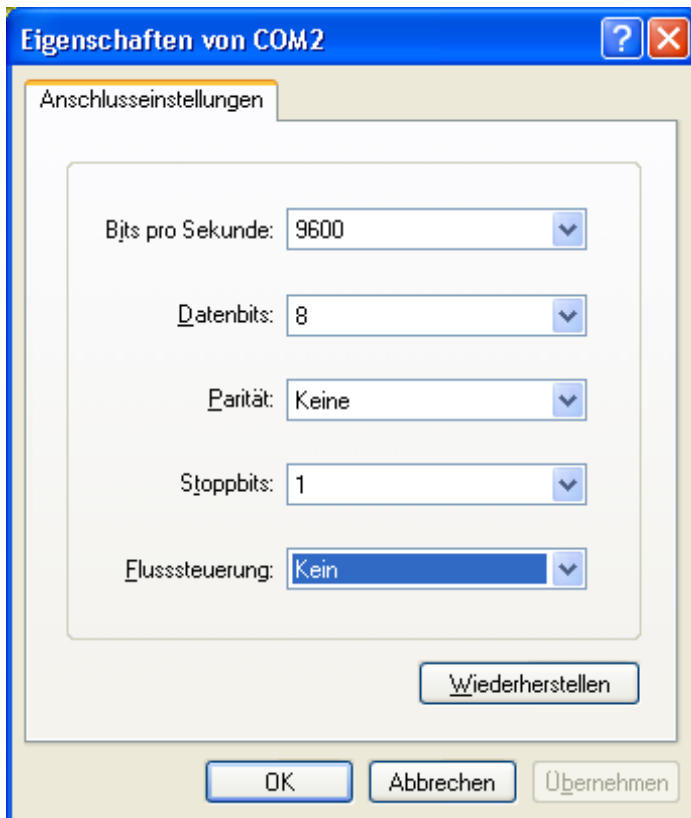 Eigenschaften von COM2
Anschlusseinstellungen
Bits pro Sekunde: 9600
Datenbits: 8
Parität: Keine
Stoppbits: 1
Flusssteuerung: Kein
Wiederherstellen
OK Abbrechen Übernehmen